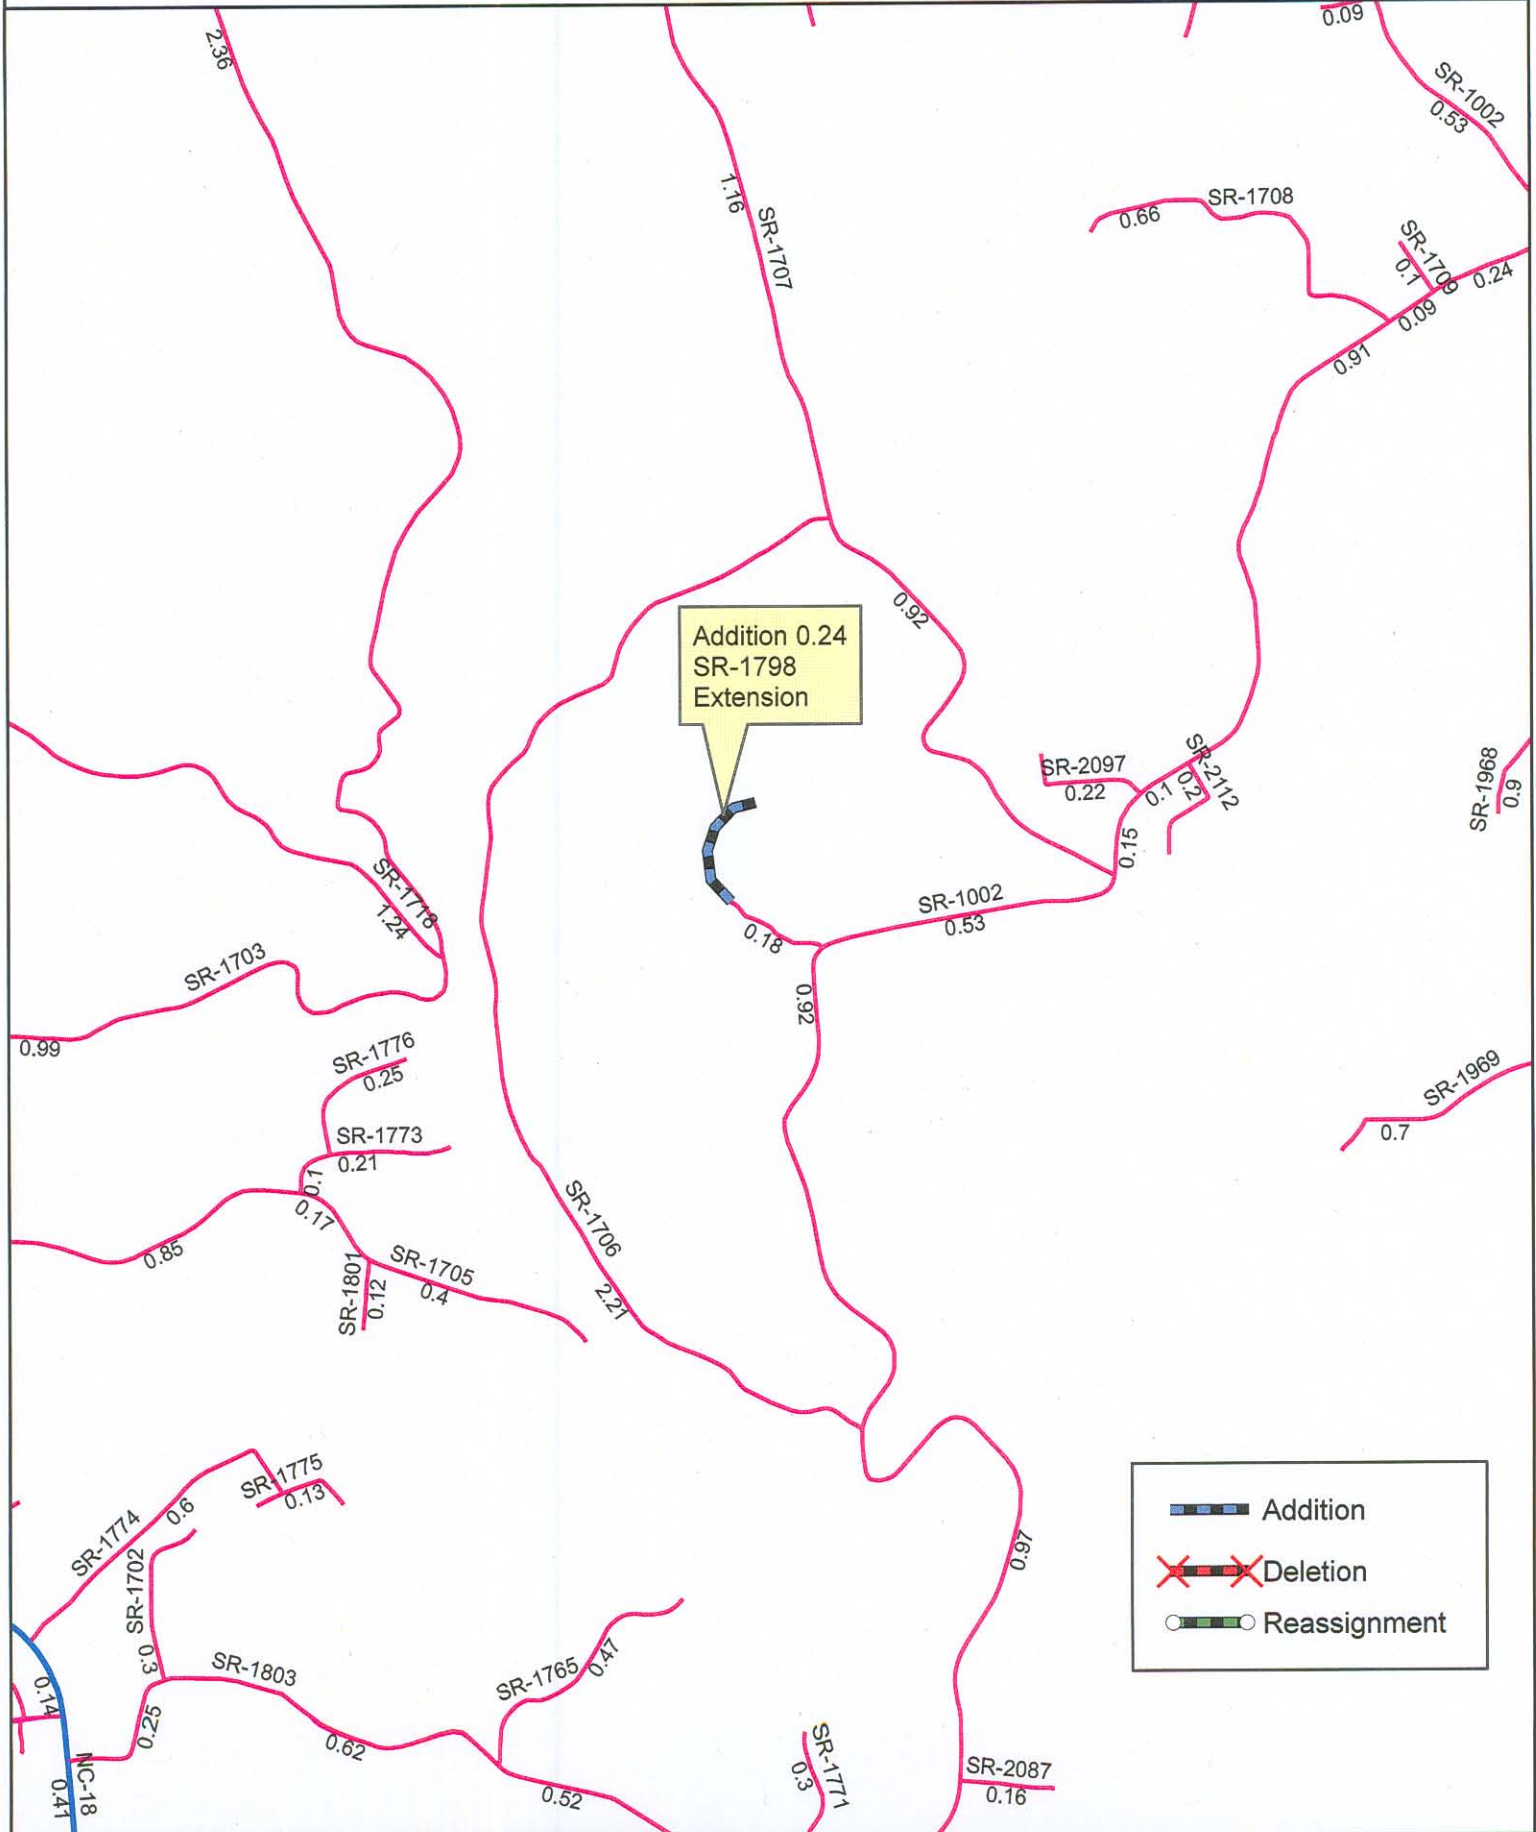 2.36
0.09
SR-1002
0.53
1.16
SR-1707
SR-1708
0.66
SR-1709
0.1
0.24
0.09
0.91
0.92
Addition 0.24
SR-1798
Extension
SR-2097
0.22
0.1
SR-2112
0.2
0.15
SR-1968
0.9
SR-1718
1.24
SR-1002
0.53
0.18
SR-1703
0.99
0.92
SR-1776
0.25
SR-1773
0.21
0.1
0.17
0.85
SR-1969
0.7
SR-1706
2.21
SR-1801
0.12
SR-1705
0.4
SR-1775
0.13
SR-1774
0.6
SR-1702
0.3
0.97
Addition
Deletion
Reassignment
SR-1803
0.14
0.25
0.62
SR-1765
0.47
NC-18
0.41
0.52
SR-1771
0.3
SR-2087
0.16